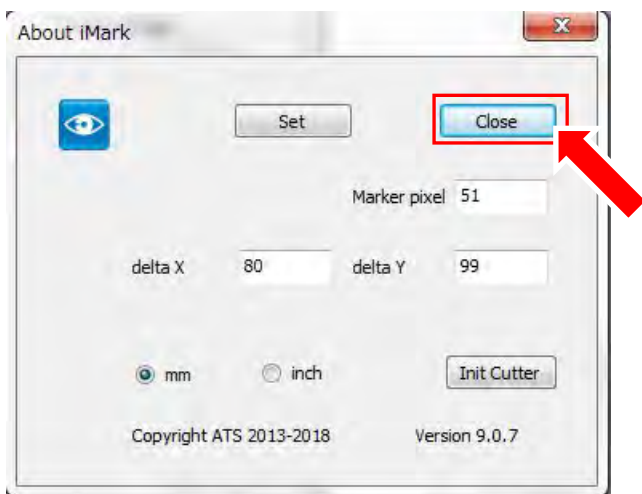 About iMark
Set Close
Marker pixel 51
delta X 80 delta Y 99
mm inch Init Cutter
Copyright ATS 2013-2018 Version 9.0.7